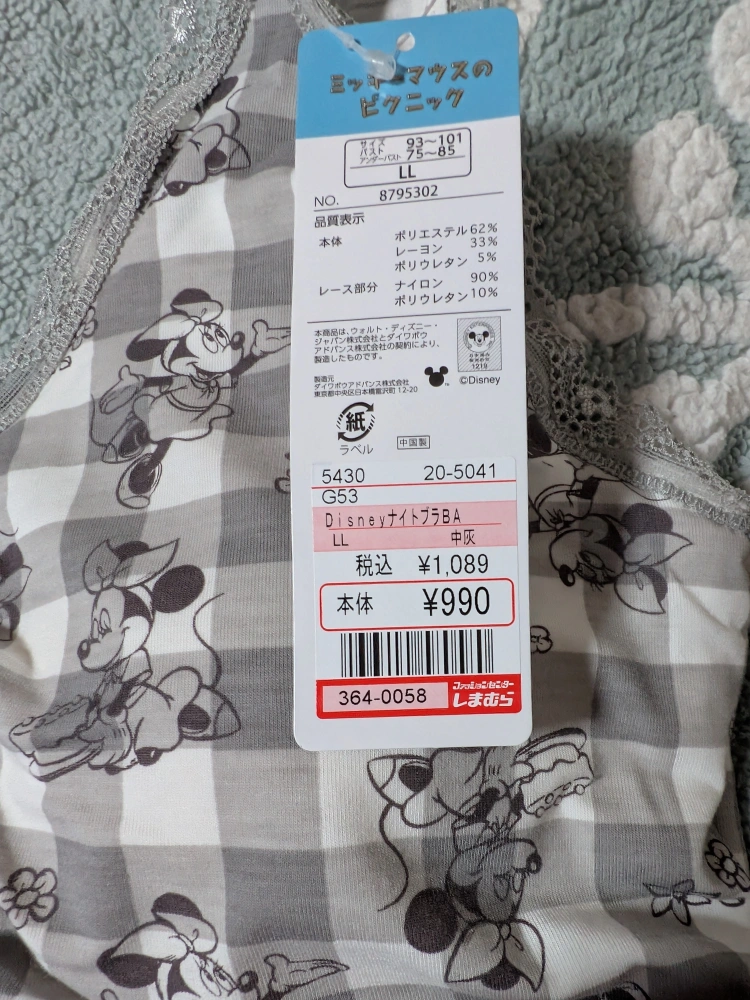 ミッキーマウスの
ピクニック
サイズ
バスト 93〜101
アンダーバスト 75〜85
LL
NO. 8795302
品質表示
本体 ポリエステル 62%
レーヨン 33%
ポリウレタン 5%
レース部分 ナイロン 90%
ポリウレタン 10%
本商品は、ウォルト・ディズニー・
ジャパン株式会社とダイワボウ
アドバンス株式会社の契約により、
製造したものです。
1219
製造元
ダイワボウアドバンス株式会社
東京都中央区日本橋富沢町 12-20
©Disney
紙
ラベル
中国製
5430 20-5041
G53
DisneyナイトブラBA
LL 中灰
税込 ¥1,089
本体 ¥990
364-0058
ファッションセンター
しまむら